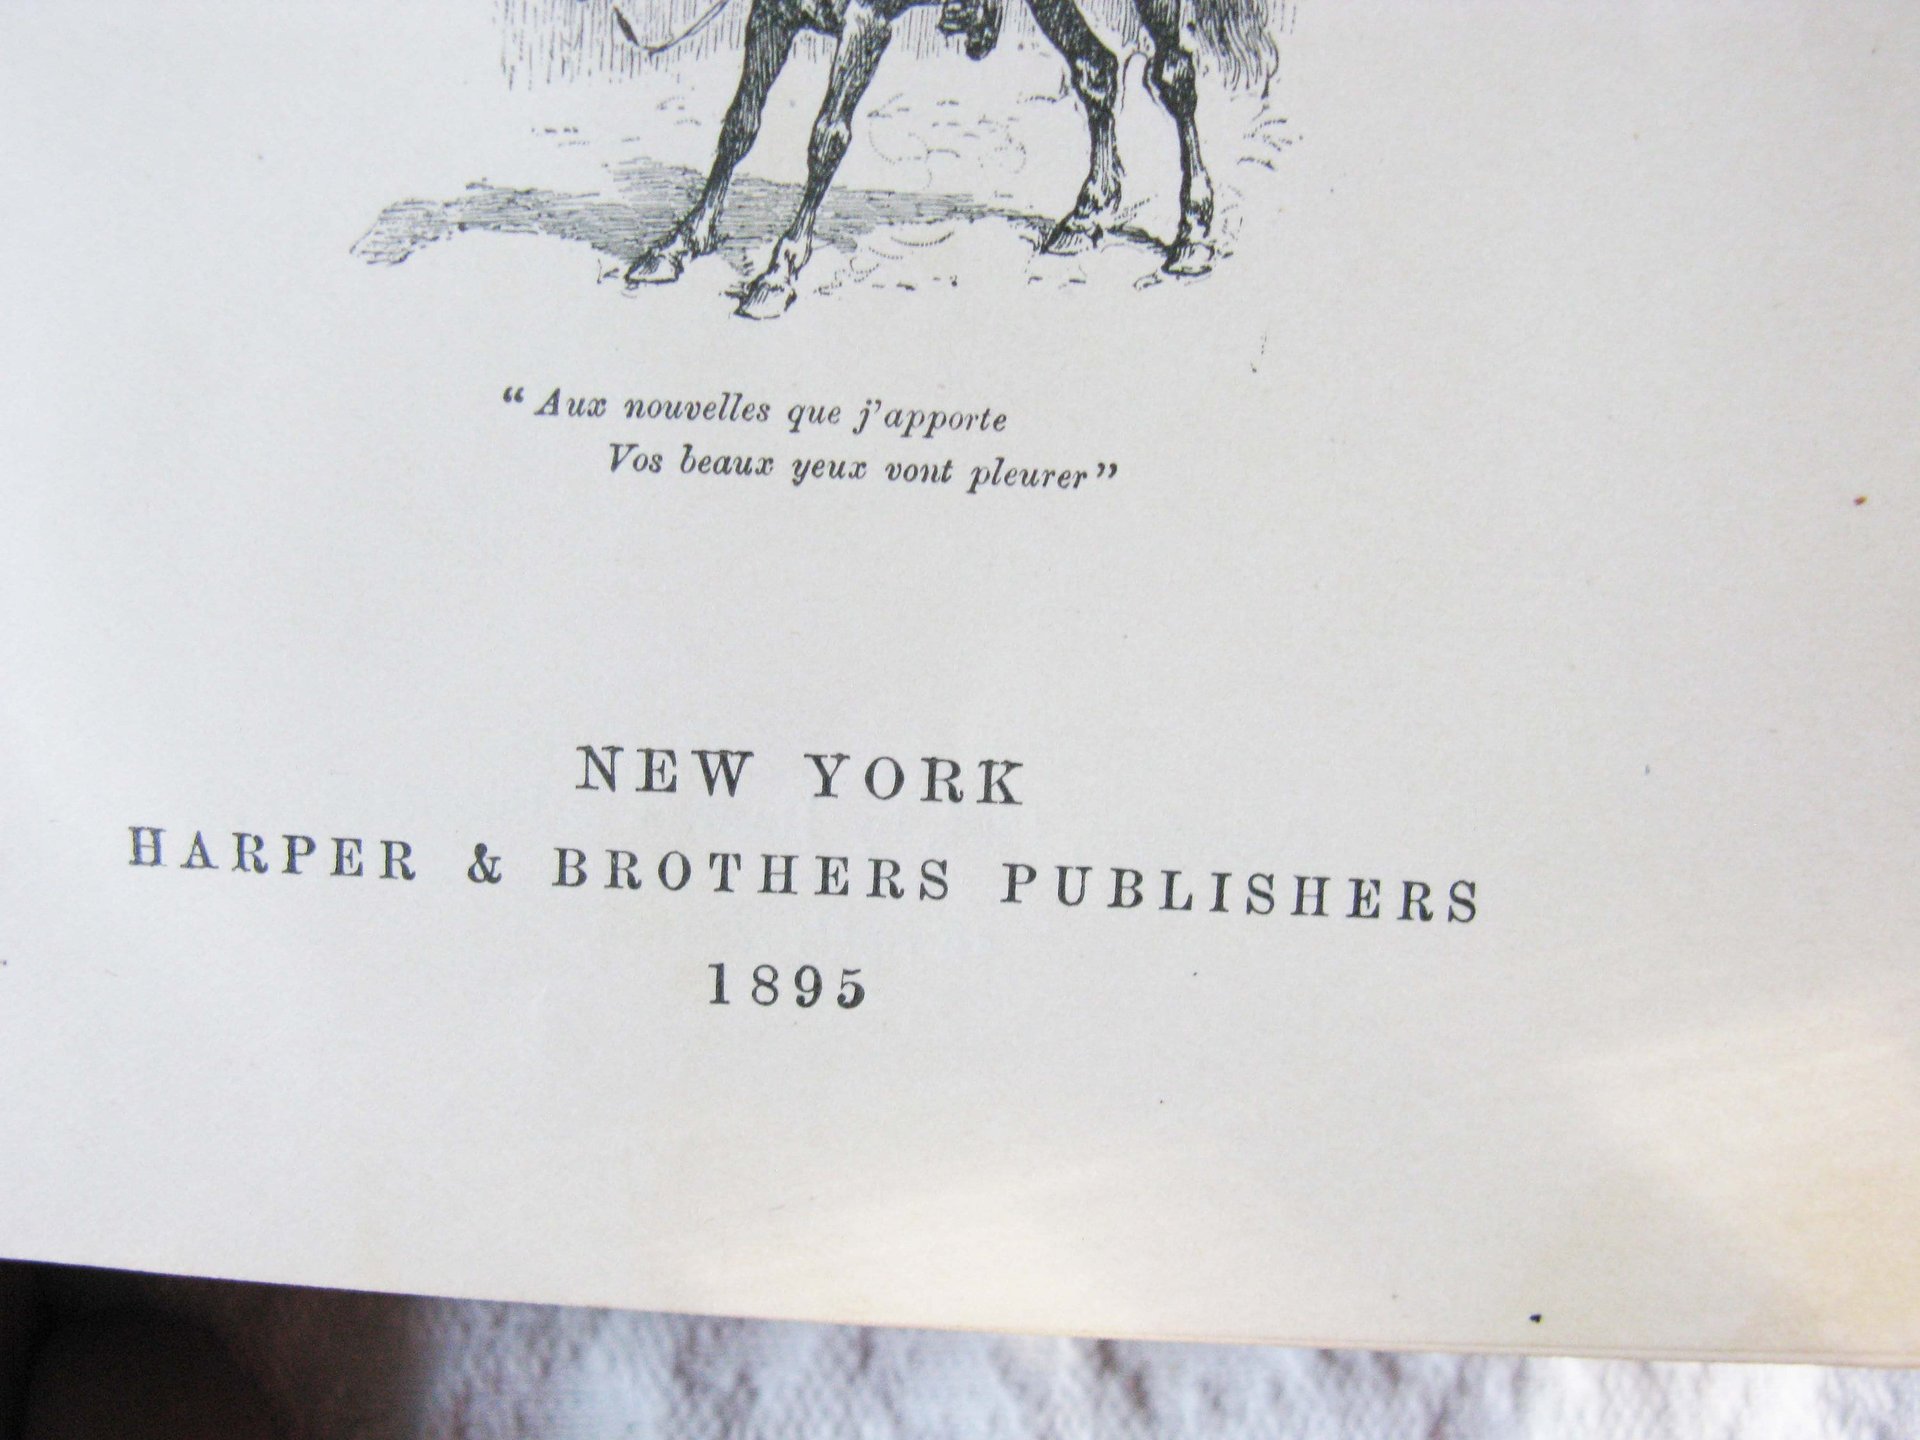 “Aux nouvelles que j'apporte
Vos beaux yeux vont pleurer”
NEW YORK
HARPER & BROTHERS PUBLISHERS
1895